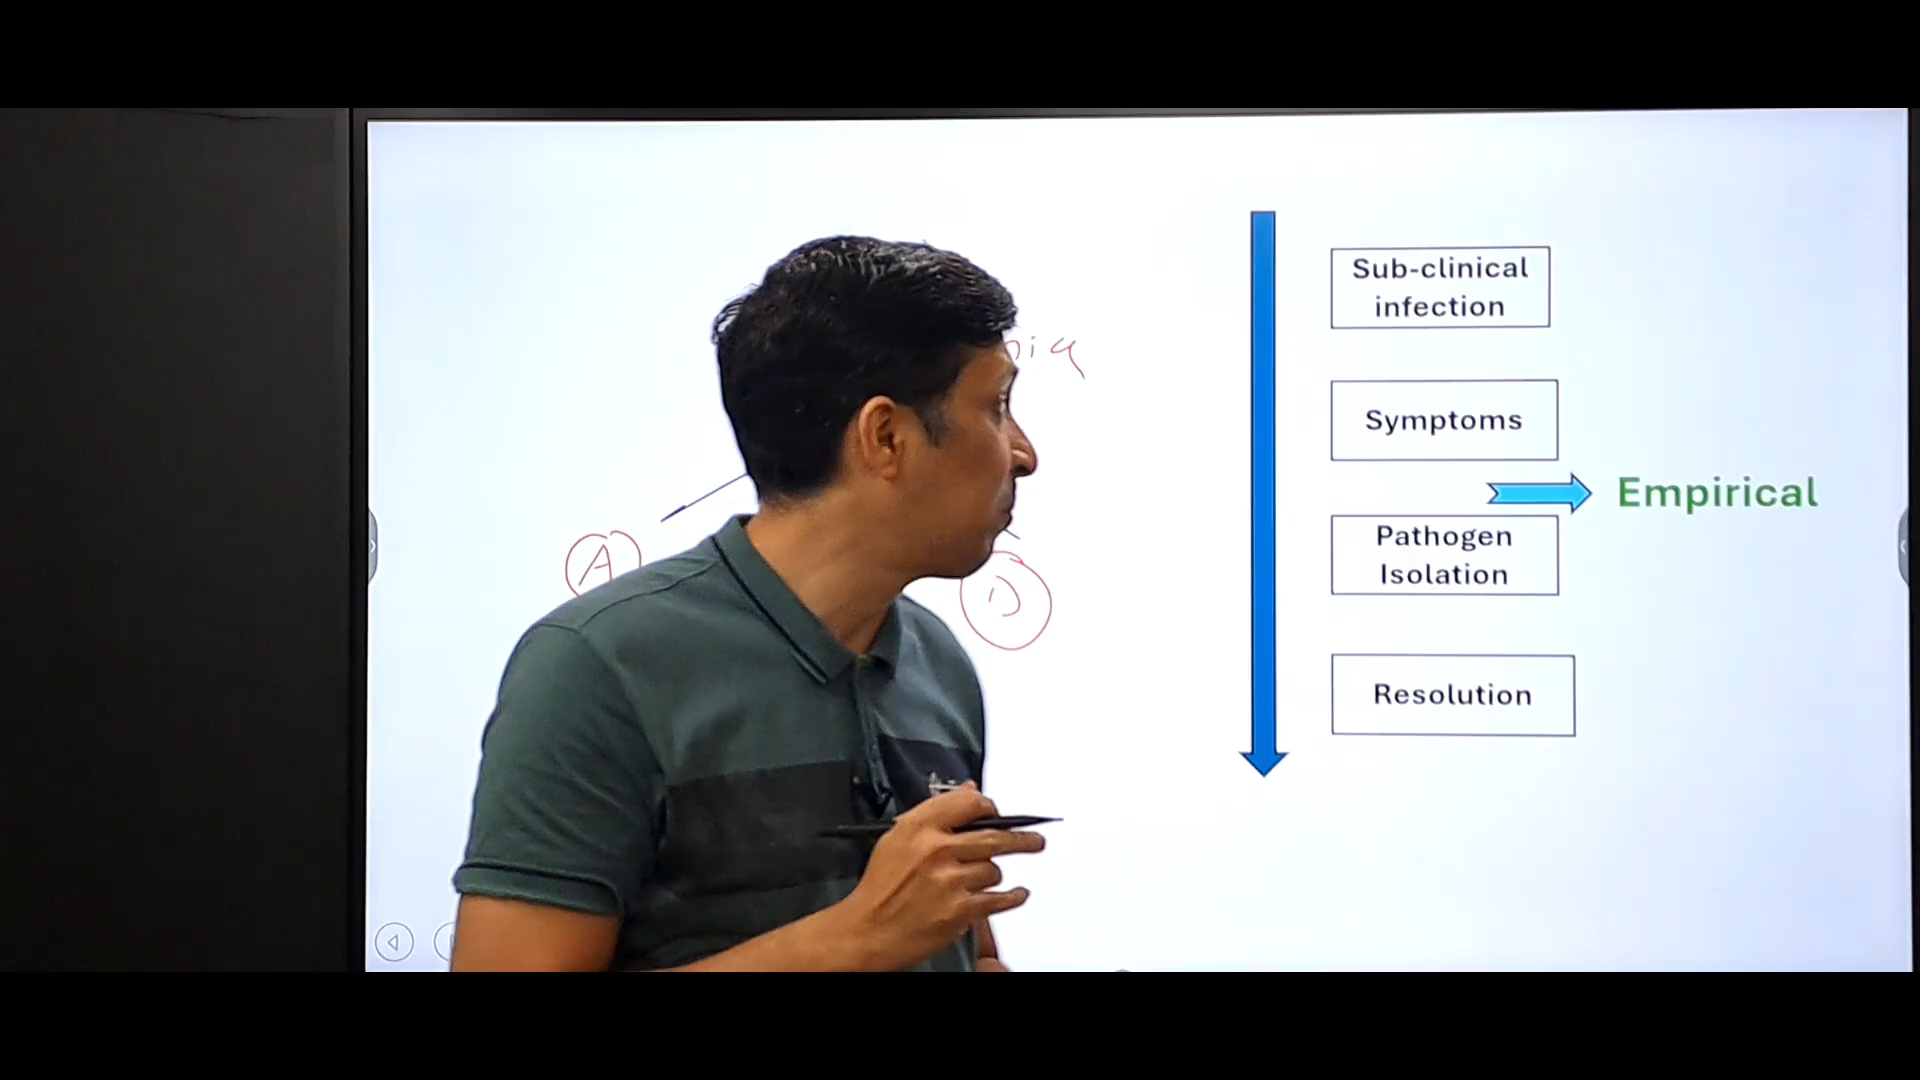 Sub-clinical
infection
Symptoms
Empirical
Pathogen
Isolation
Resolution
A
D